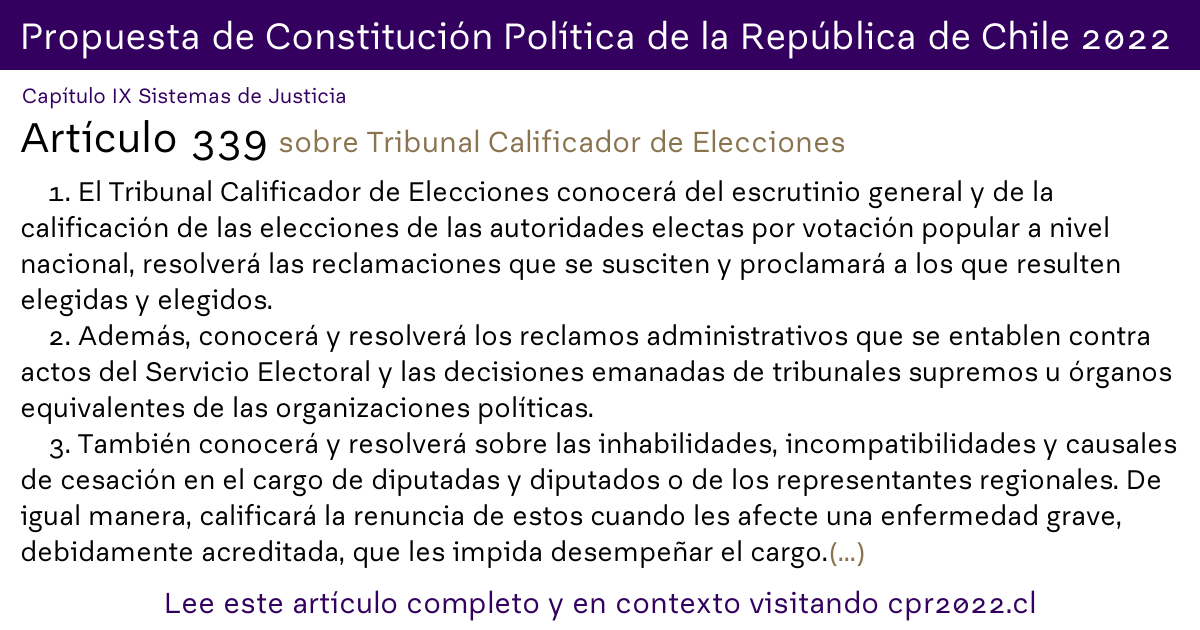 Propuesta de Constitución Política de la República de Chile 2022
Capítulo IX Sistemas de Justicia
Artículo 339 sobre Tribunal Calificador de Elecciones
1. El Tribunal Calificador de Elecciones conocerá del escrutinio general y de la
calificación de las elecciones de las autoridades electas por votación popular a nivel
nacional, resolverá las reclamaciones que se susciten y proclamará a los que resulten
elegidas y elegidos.
2. Además, conocerá y resolverá los reclamos administrativos que se entablen contra
actos del Servicio Electoral y las decisiones emanadas de tribunales supremos u órganos
equivalentes de las organizaciones políticas.
3. También conocerá y resolverá sobre las inhabilidades, incompatibilidades y causales
de cesación en el cargo de diputadas y diputados o de los representantes regionales. De
igual manera, calificará la renuncia de estos cuando les afecte una enfermedad grave,
debidamente acreditada, que les impida desempeñar el cargo.(...)
Lee este artículo completo y en contexto visitando cpr2022.cl